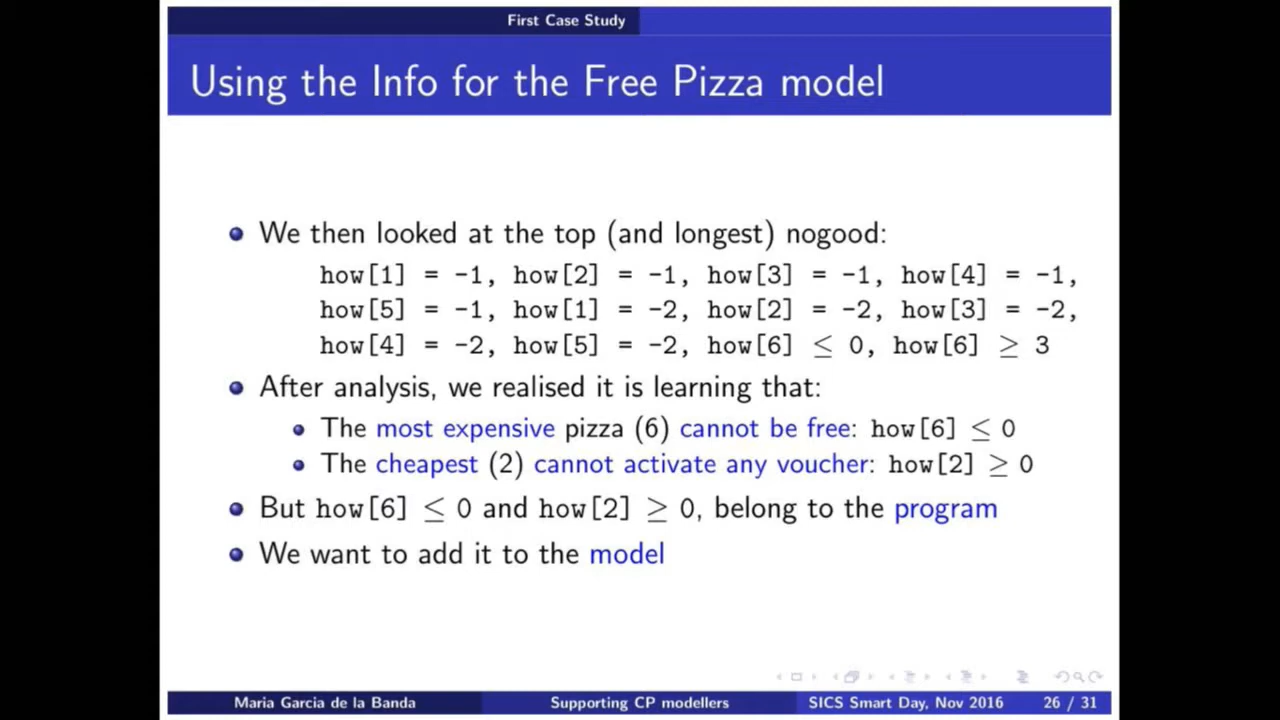 First Case Study
Using the Info for the Free Pizza model
We then looked at the top (and longest) nogood:
how[1] = -1, how[2] = -1, how[3] = -1, how[4] = -1,
how[5] = -1, how[1] = -2, how[2] = -2, how[3] = -2,
how[4] = -2, how[5] = -2, how[6] ≤ 0, how[6] ≥ 3
After analysis, we realised it is learning that:
The most expensive pizza (6) cannot be free: how[6] ≤ 0
The cheapest (2) cannot activate any voucher: how[2] ≥ 0
But how[6] ≤ 0 and how[2] ≥ 0, belong to the program
We want to add it to the model
Maria Garcia de la Banda
Supporting CP modellers
SICS Smart Day, Nov 2016
26 / 31